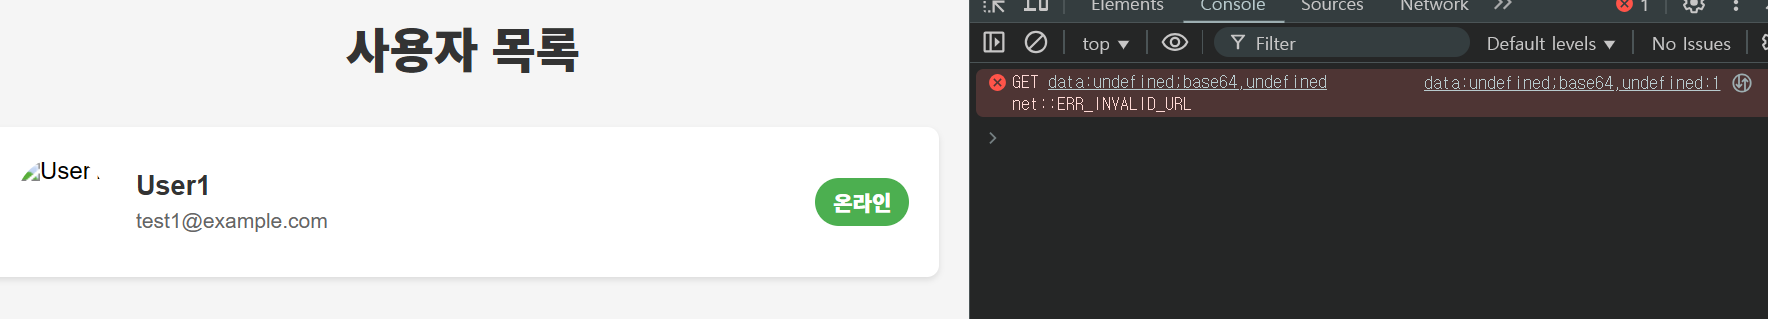 사용자 목록
User
User1
test1@example.com
온라인
Elements Console Sources Network 1
top Filter Default levels No Issues
GET data:undefined;base64,undefined data:undefined;base64,undefined:1
net::ERR_INVALID_URL